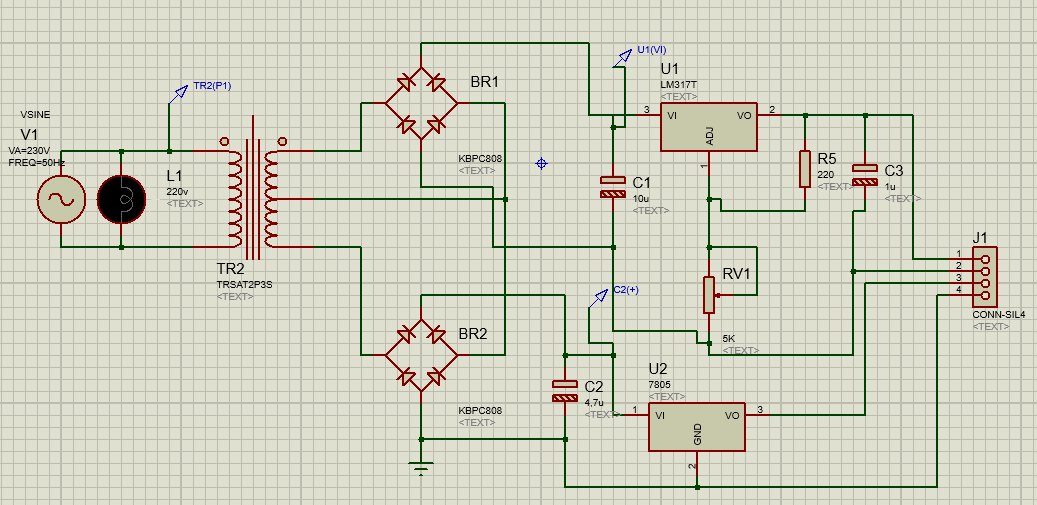 TR2(P1)
VSINE
V1
VA=230V
FREQ=50Hz
L1
220v
<TEXT>
TR2
TRSAT2P3S
<TEXT>
BR1
KBPC808
<TEXT>
BR2
KBPC808
<TEXT>
U1(VI)
U1
LM317T
<TEXT>
3
VI
VO
2
ADJ
1
C1
10u
<TEXT>
R5
220
<TEXT>
C3
1u
<TEXT>
RV1
5K
<TEXT>
C2(+)
C2
4,7u
<TEXT>
U2
7805
<TEXT>
1
VI
VO
3
GND
2
J1
1
2
3
4
CONN-SIL4
<TEXT>